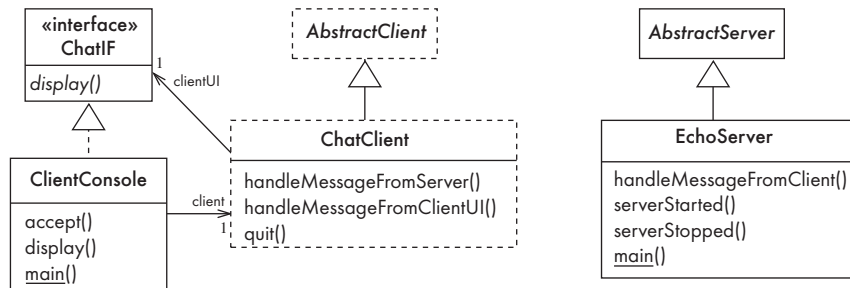 «interface»
ChatIF
display()
1
clientUI
ClientConsole
accept()
display()
main()
client
1
AbstractClient
ChatClient
handleMessageFromServer()
handleMessageFromClientUI()
quit()
AbstractServer
EchoServer
handleMessageFromClient()
serverStarted()
serverStopped()
main()